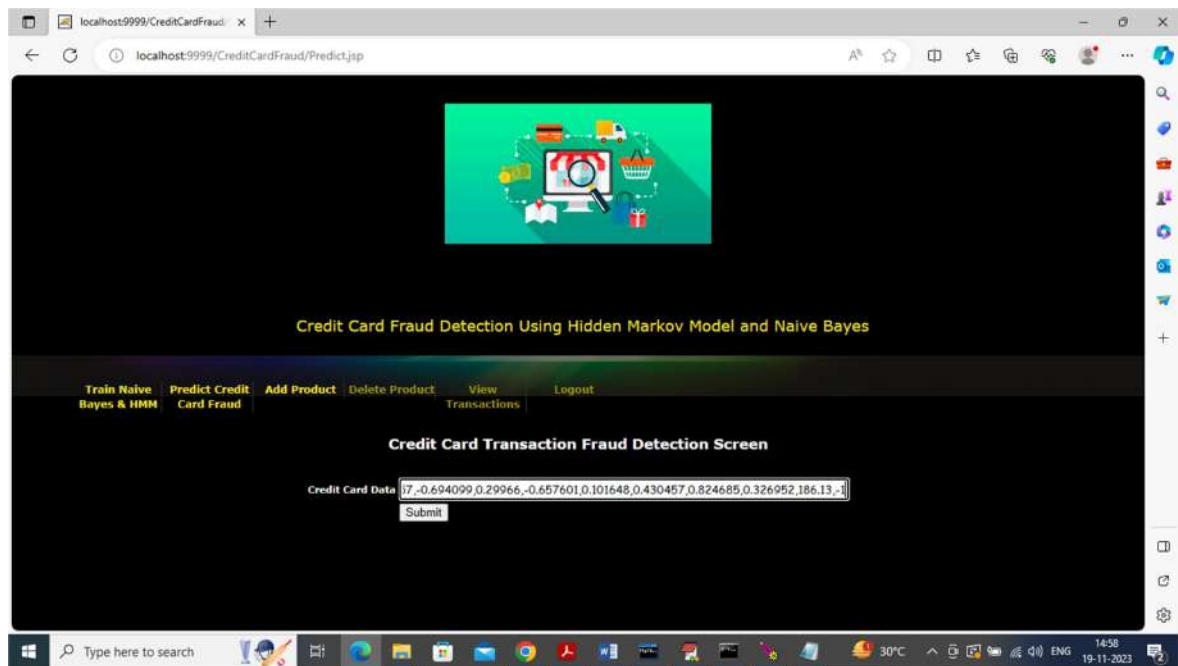 localhost:9999/CreditCardFraud
localhost:9999/CreditCardFraud/Predict.jsp
Credit Card Fraud Detection Using Hidden Markov Model and Naive Bayes
Train Naive Bayes & HMM
Predict Credit Card Fraud
Add Product
Delete Product
View Transactions
Logout
Credit Card Transaction Fraud Detection Screen
Credit Card Data 57,-0.694099,0.29966,-0.657601,0.101648,0.430457,0.824685,0.326952,186.13,-1
Submit
Type here to search
30°C
ENG
14:58
19-11-2023